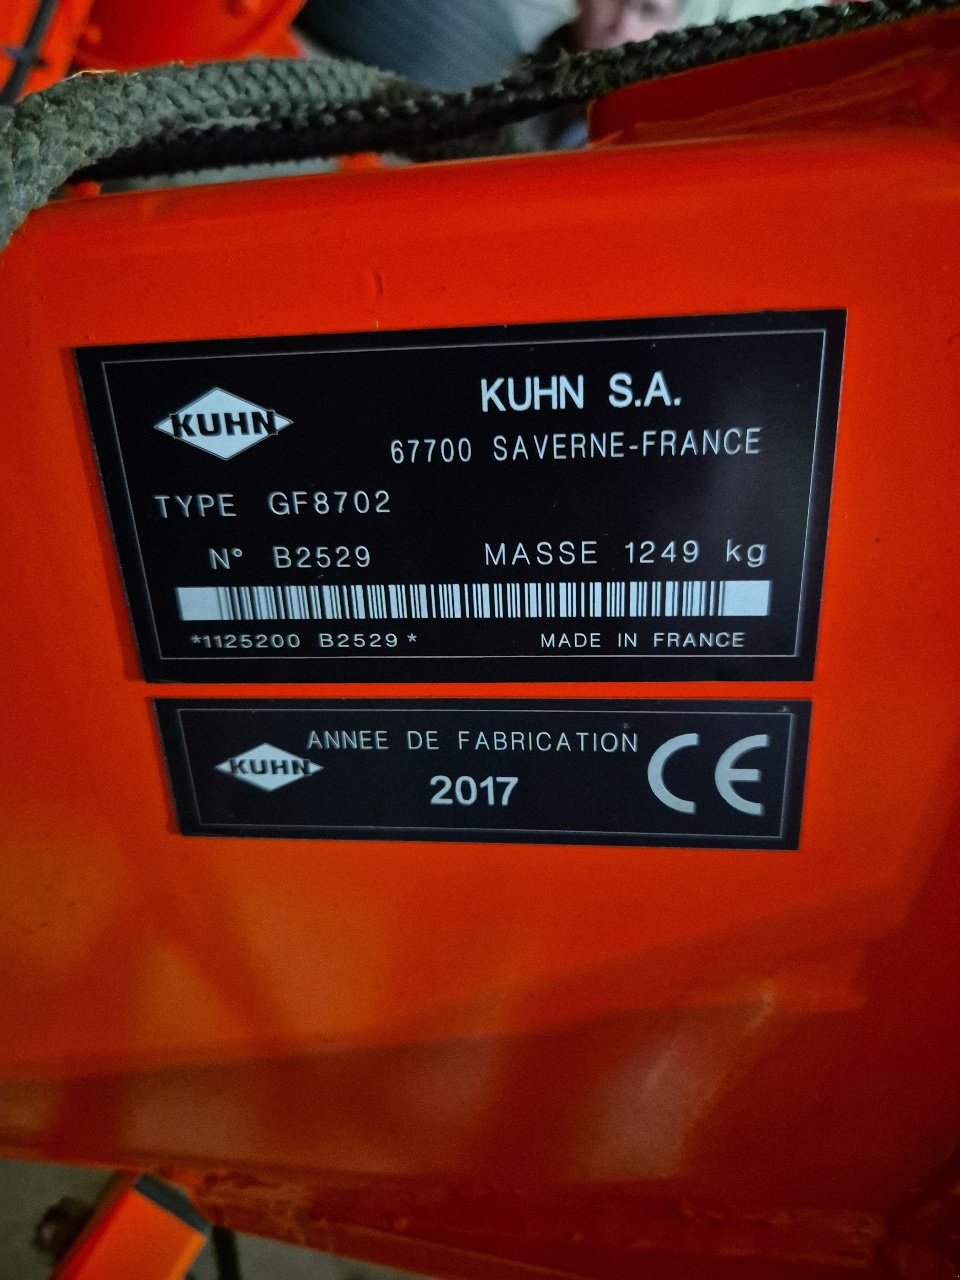 KUHN
KUHN S.A.
67700 SAVERNE-FRANCE
TYPE GF8702
N° B2529 MASSE 1249 kg
*1125200 B2529* MADE IN FRANCE
KUHN
ANNEE DE FABRICATION
2017
CE